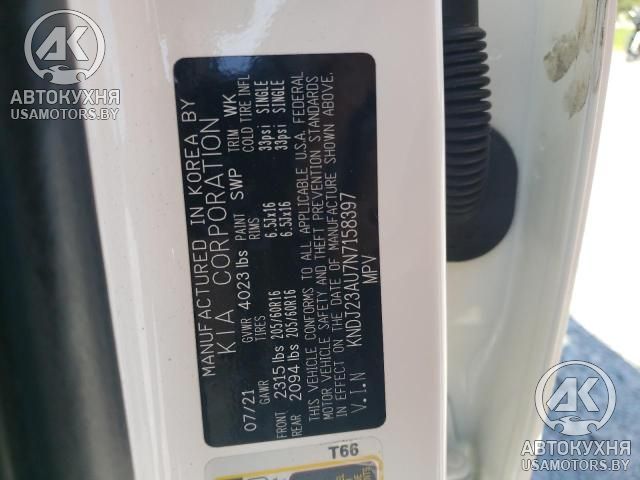 AK
АВТОКУХНЯ
USAMOTORS.BY
MANUFACTURED IN KOREA BY
KIA CORPORATION
07/21 GVWR 4023 lbs PAINT SWP TRIM WK
GAWR TIRES RIMS COLD TIRE INFL
FRONT 2315 lbs 205/60R16 6.5Jx16 33psi SINGLE
REAR 2094 lbs 205/60R16 6.5Jx16 33psi SINGLE
THIS VEHICLE CONFORMS TO ALL APPLICABLE U.S.A. FEDERAL
MOTOR VEHICLE SAFETY AND THEFT PREVENTION STANDARDS
IN EFFECT ON THE DATE OF MANUFACTURE SHOWN ABOVE.
V.I.N KNDJ23AU7N7158397
MPV
T66
AK
АВТОКУХНЯ
USAMOTORS.BY